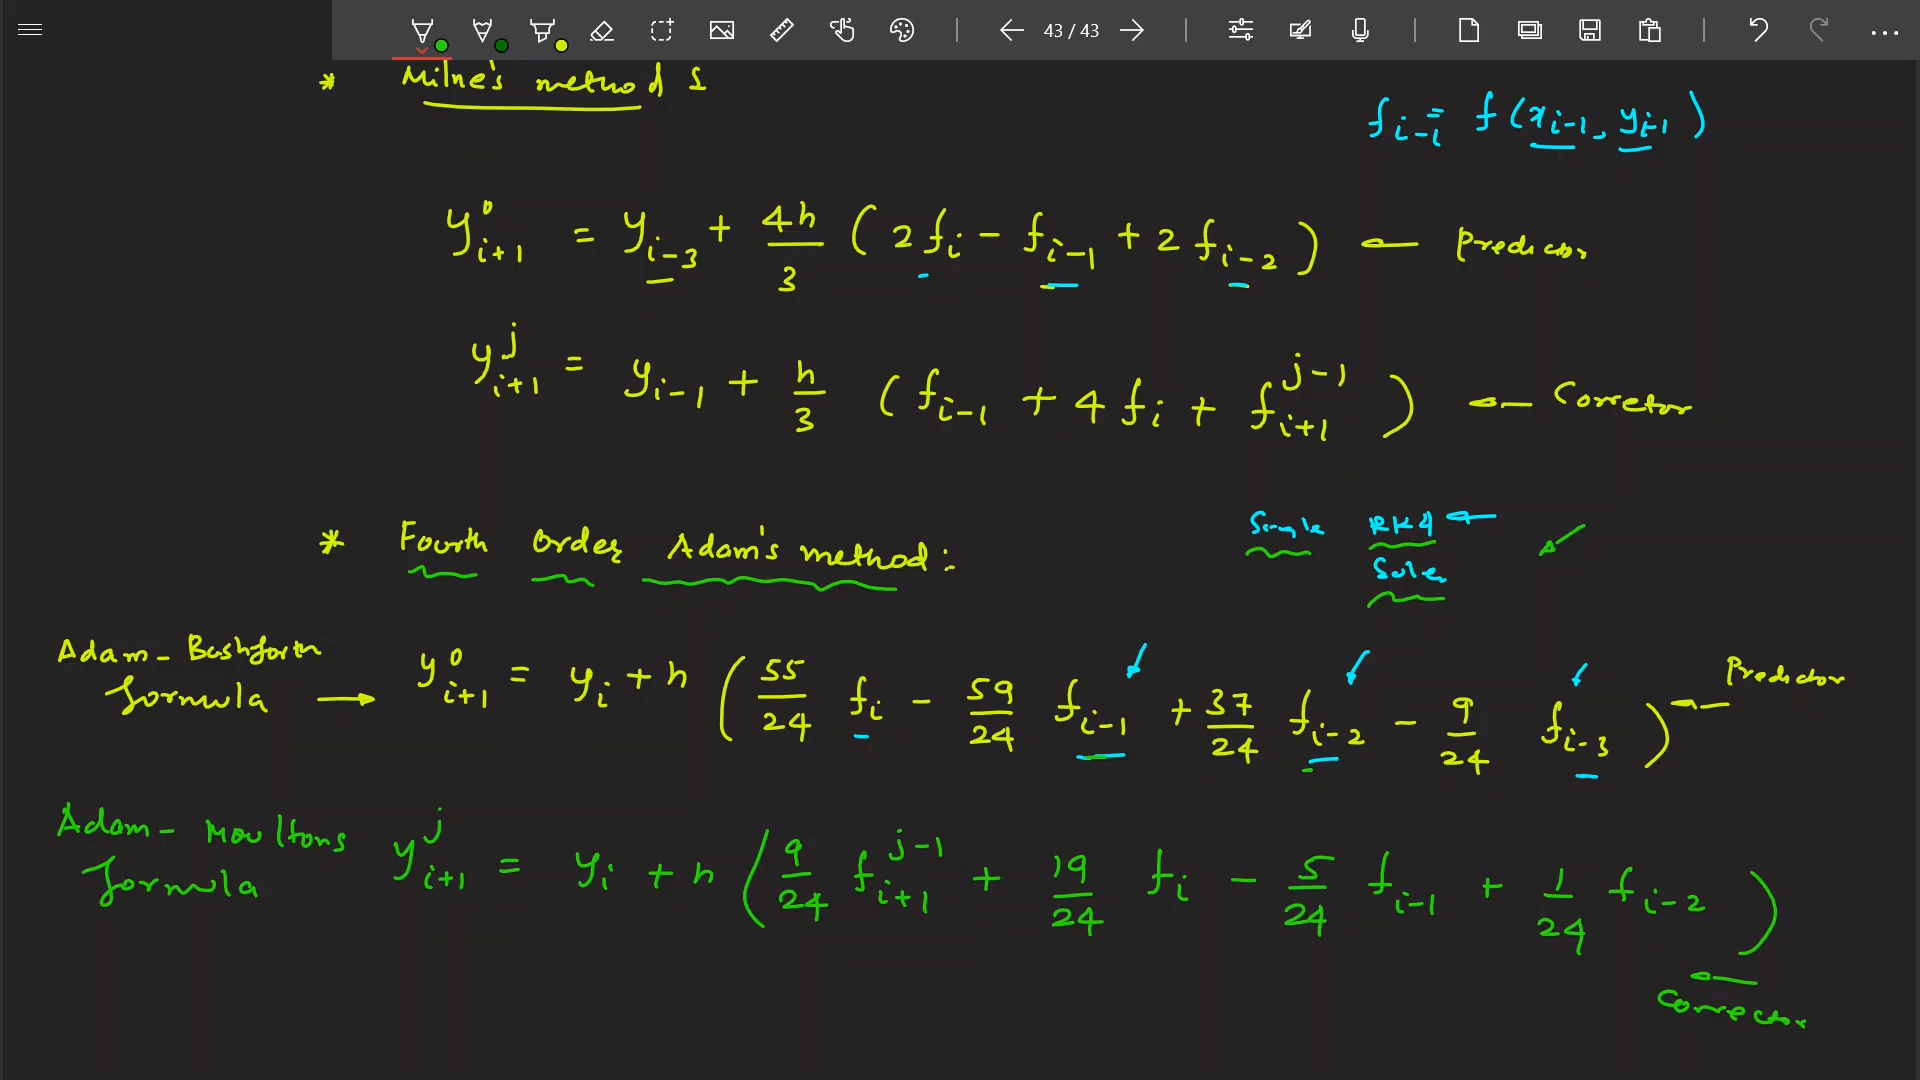 43 / 43
* Milne's method :
f_{i-1} = f(x_{i-1}, y_{i-1})
y^0_{i+1} = y_{i-3} + 4h/3 (2f_i - f_{i-1} + 2f_{i-2}) ← Predictor
y^j_{i+1} = y_{i-1} + h/3 (f_{i-1} + 4f_i + f^{j-1}_{i+1}) ← Corretor
Single RK4 ←
* Fourth order Adam's method :
Adam - Bashforth
formula → y^0_{i+1} = y_i + h (55/24 f_i - 59/24 f_{i-1} + 37/24 f_{i-2} - 9/24 f_{i-3}) ← Predictor
Adam - Moultons
formula y^j_{i+1} = y_i + h (9/24 f^{j-1}_{i+1} + 19/24 f_i - 5/24 f_{i-1} + 1/24 f_{i-2})
← Corrector